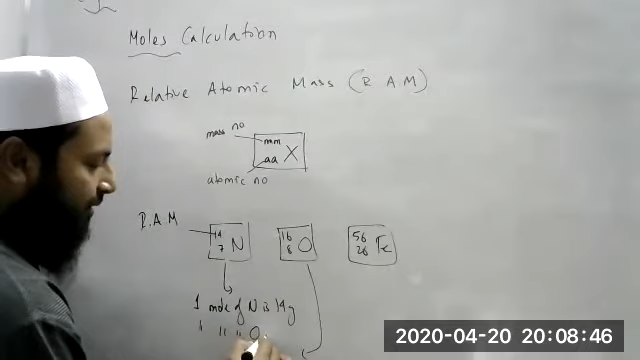 Moles Calculation
Relative Atomic Mass (R A M)
mass no
mm
aa X
atomic no
R.A.M
14 7 N 16 8 O 56 26 Fe
1 mole of N is 14g
" " " O
2020-04-20 20:08:46